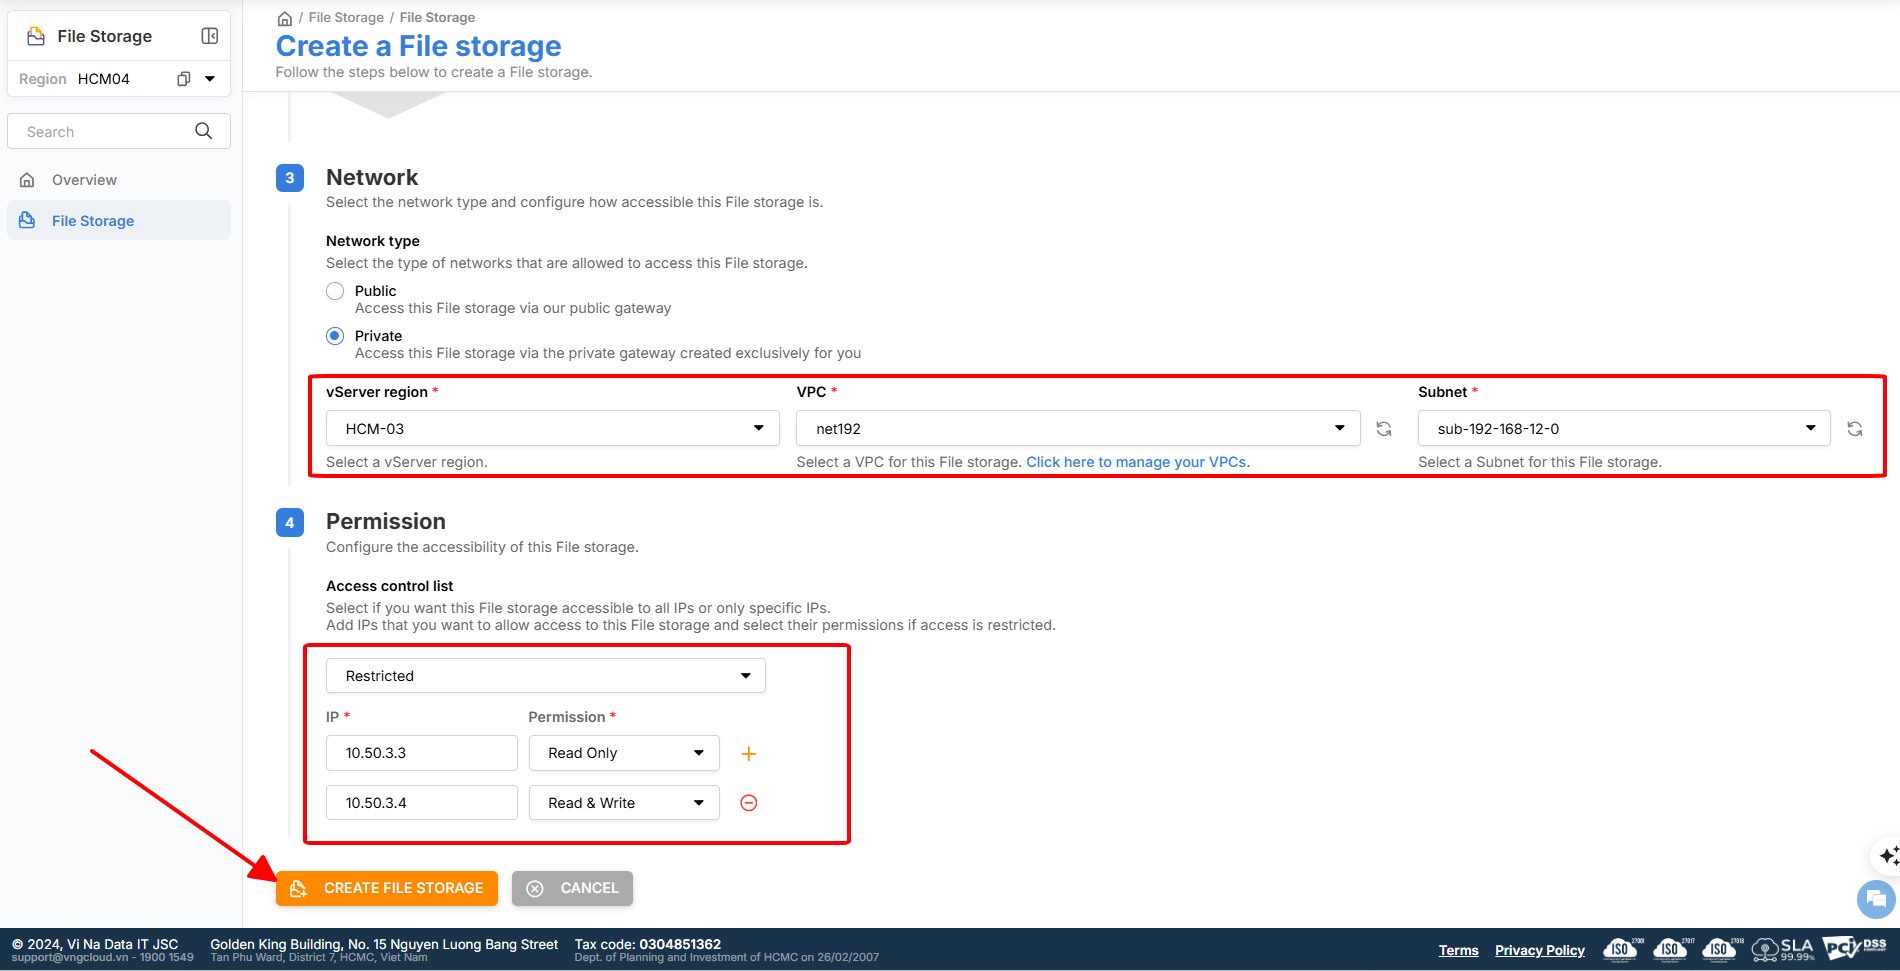 File Storage
Region HCM04
Search
Overview
File Storage
/ File Storage / File Storage
Create a File storage
Follow the steps below to create a File storage.
3 Network
Select the network type and configure how accessible this File storage is.
Network type
Select the type of networks that are allowed to access this File storage.
Public
Access this File storage via our public gateway
Private
Access this File storage via the private gateway created exclusively for you
vServer region * VPC * Subnet *
HCM-03 net192 sub-192-168-12-0
Select a vServer region. Select a VPC for this File storage. Click here to manage your VPCs. Select a Subnet for this File storage.
4 Permission
Configure the accessibility of this File storage.
Access control list
Select if you want this File storage accessible to all IPs or only specific IPs.
Add IPs that you want to allow access to this File storage and select their permissions if access is restricted.
Restricted
IP * Permission *
10.50.3.3 Read Only
10.50.3.4 Read & Write
CREATE FILE STORAGE CANCEL
© 2024, Vi Na Data IT JSC
support@vngcloud.vn - 1900 1549
Golden King Building, No. 15 Nguyen Luong Bang Street
Tan Phu Ward, District 7, HCMC, Viet Nam
Tax code: 0304851362
Dept. of Planning and Investment of HCMC on 26/02/2007
Terms Privacy Policy
ISO 27001
ISO 27017
ISO 27018
SLA 99.99%
PCI DSS